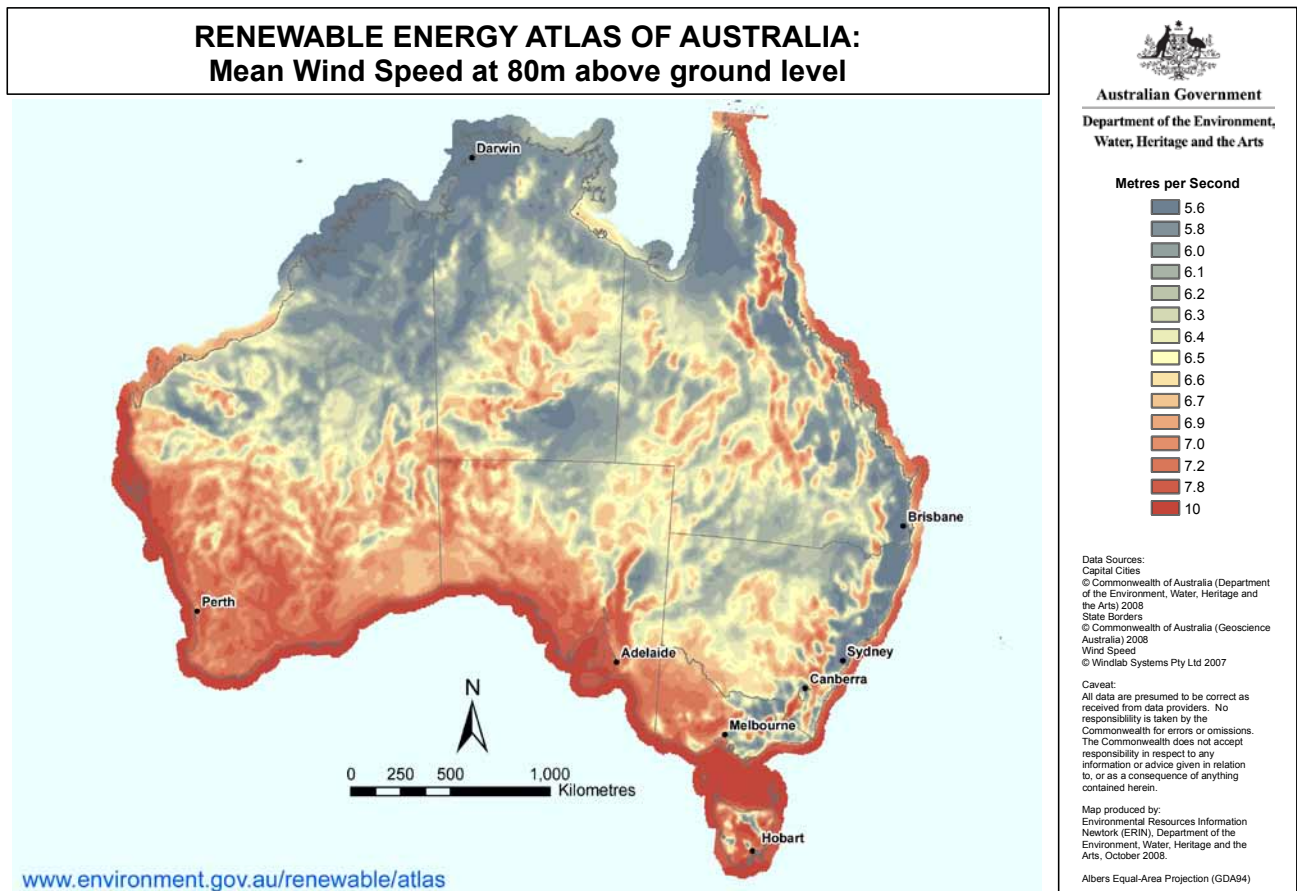 RENEWABLE ENERGY ATLAS OF AUSTRALIA:
Mean Wind Speed at 80m above ground level
Darwin
Brisbane
Perth
Adelaide
Sydney
Canberra
Melbourne
Hobart
N
0 250 500 1,000
Kilometres
www.environment.gov.au/renewable/atlas
Australian Government
Department of the Environment,
Water, Heritage and the Arts
Metres per Second
5.6
5.8
6.0
6.1
6.2
6.3
6.4
6.5
6.6
6.7
6.9
7.0
7.2
7.8
10
Data Sources:
Capital Cities
© Commonwealth of Australia (Department
of the Environment, Water, Heritage and
the Arts) 2008
State Borders
© Commonwealth of Australia (Geoscience
Australia) 2008
Wind Speed
© Windlab Systems Pty Ltd 2007
Caveat:
All data are presumed to be correct as
received from data providers. No
responsiblility is taken by the
Commonwealth for errors or omissions.
The Commonwealth does not accept
responsibility in respect to any
information or advice given in relation
to, or as a consequence of anything
contained herein.
Map produced by:
Environmental Resources Information
Newtork (ERIN), Department of the
Environment, Water, Heritage and the
Arts, October 2008.
Albers Equal-Area Projection (GDA94)